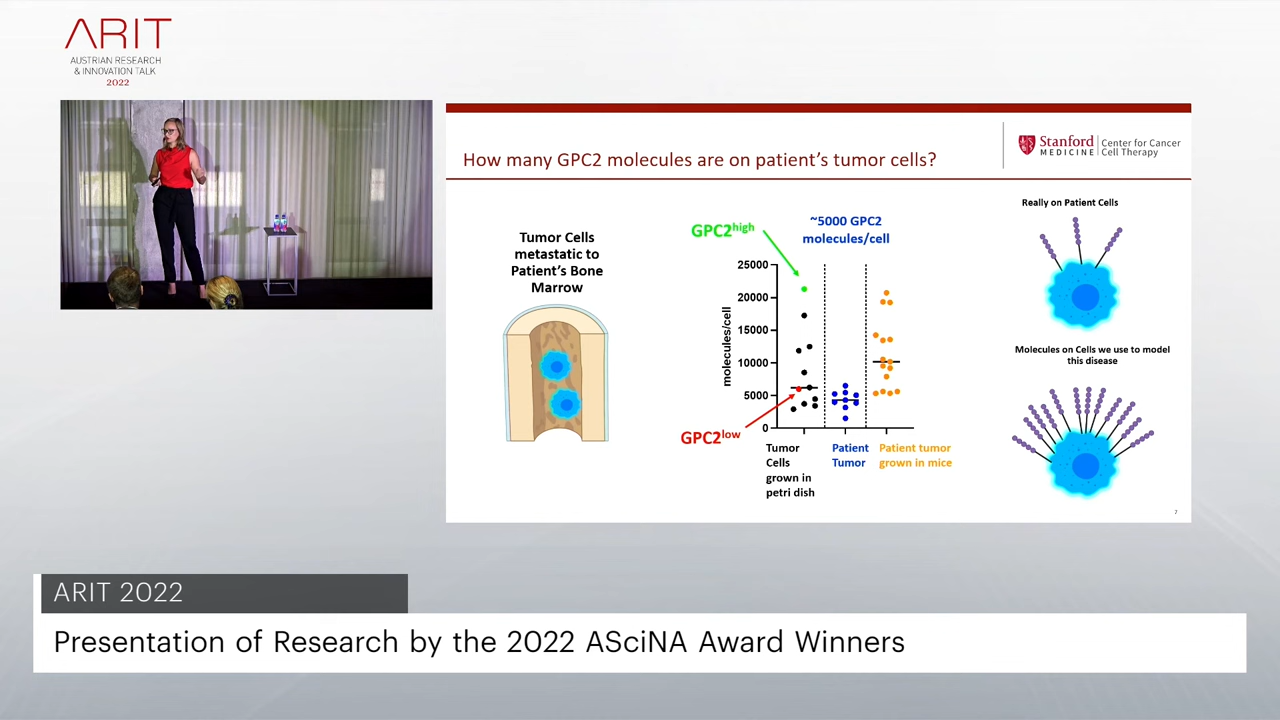 ARIT
AUSTRIAN RESEARCH
& INNOVATION TALK
2022
How many GPC2 molecules are on patient's tumor cells?
Stanford
MEDICINE
Center for Cancer
Cell Therapy
Tumor Cells
metastatic to
Patient's Bone
Marrow
GPC2high
~5000 GPC2
molecules/cell
molecules/cell
25000
20000
15000
10000
5000
0
GPC2low
Tumor
Cells
grown in
petri dish
Patient
Tumor
Patient tumor
grown in mice
Really on Patient Cells
Molecules on Cells we use to model
this disease
7
ARIT 2022
Presentation of Research by the 2022 ASciNA Award Winners